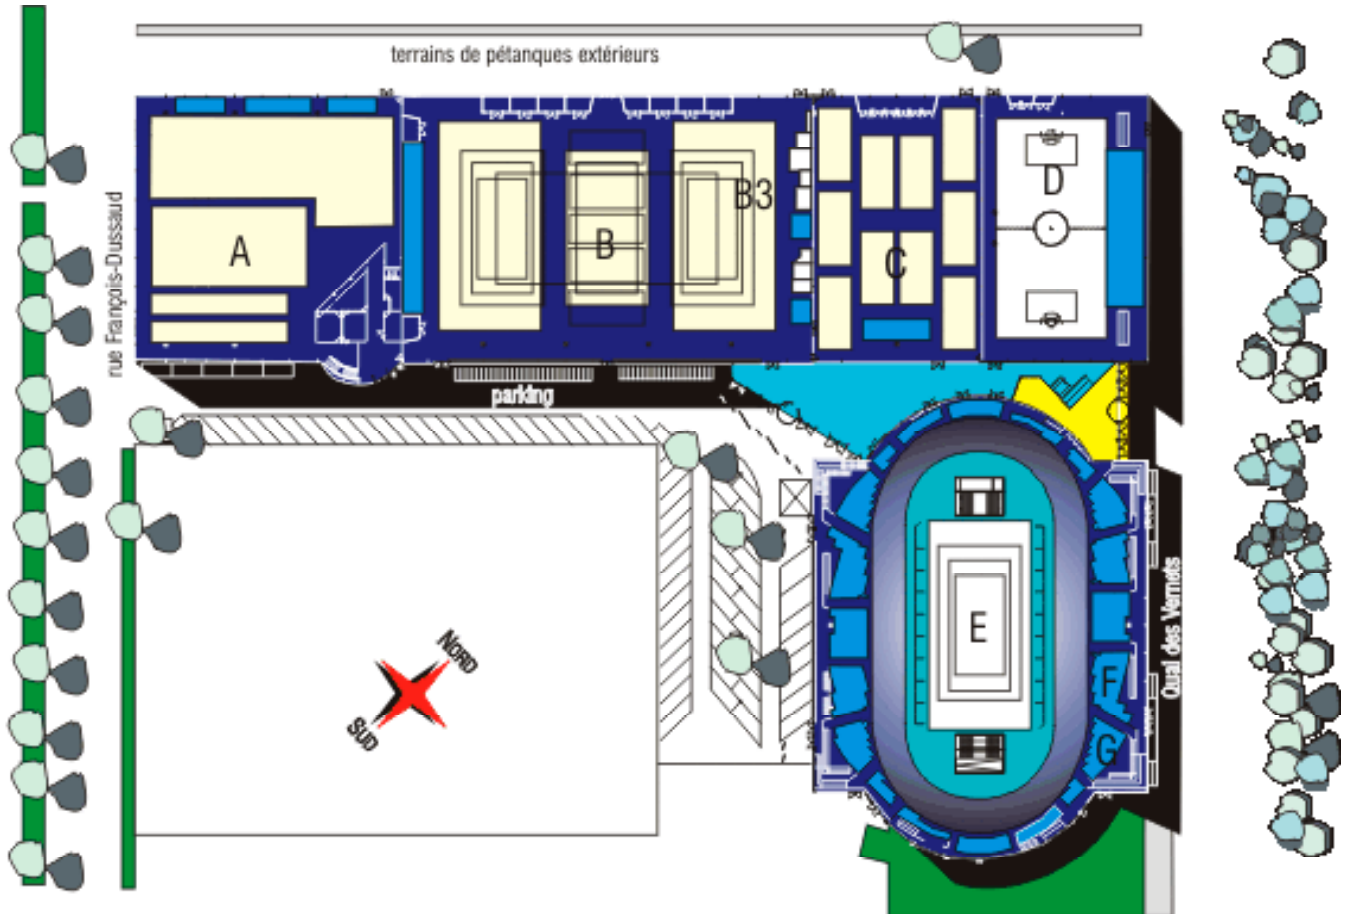 terrains de pétanques extérieurs
rue François-Dussaud
A
B
B3
C
D
parking
NORD
SUD
E
F
G
Quai des Vernets